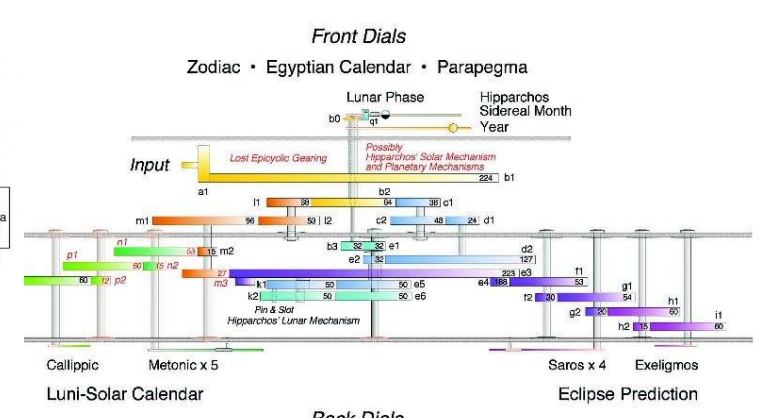 Front Dials
Zodiac • Egyptian Calendar • Parapegma
Lunar Phase
Hipparchos
Sidereal Month
b0
q1
Year
Input
Lost Epicyclic Gearing
Possibly
Hipparchos' Solar Mechanism
and Planetary Mechanisms
224 b1
a1
b2
l1 38 64 38 c1
a
m1 96 53 l2 c2 48 24 d1
n1 53 15 m2 b3 32 32 e1 d2
p1 60 15 n2 e2 32 127
27 223 e3 f1
60 12 p2 m3 k1 50 50 e5 e4 188 53
k2 50 50 e6 f2 30 54 g1
Pin & Slot
Hipparchos' Lunar Mechanism
g2 20 60 h1
h2 15 60 i1
Callippic Metonic x 5 Saros x 4 Exeligmos
Luni-Solar Calendar Eclipse Prediction